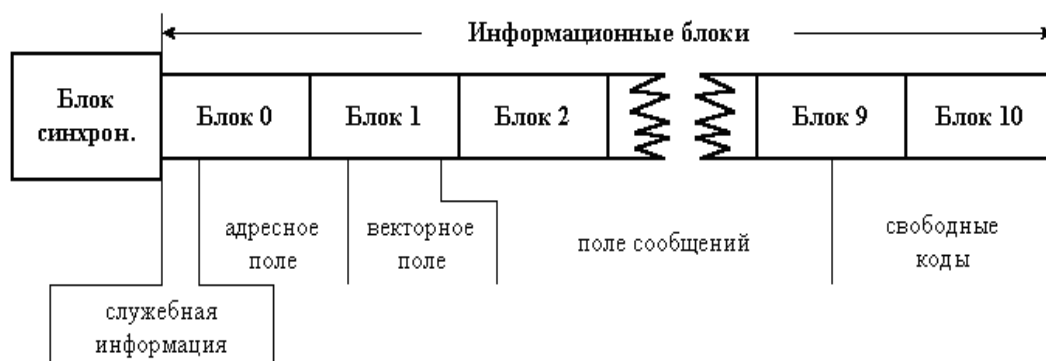 Информационные блоки
Блок
синхрон.
Блок 0
Блок 1
Блок 2
Блок 9
Блок 10
адресное
поле
векторное
поле
поле сообщений
свободные
коды
служебная
информация